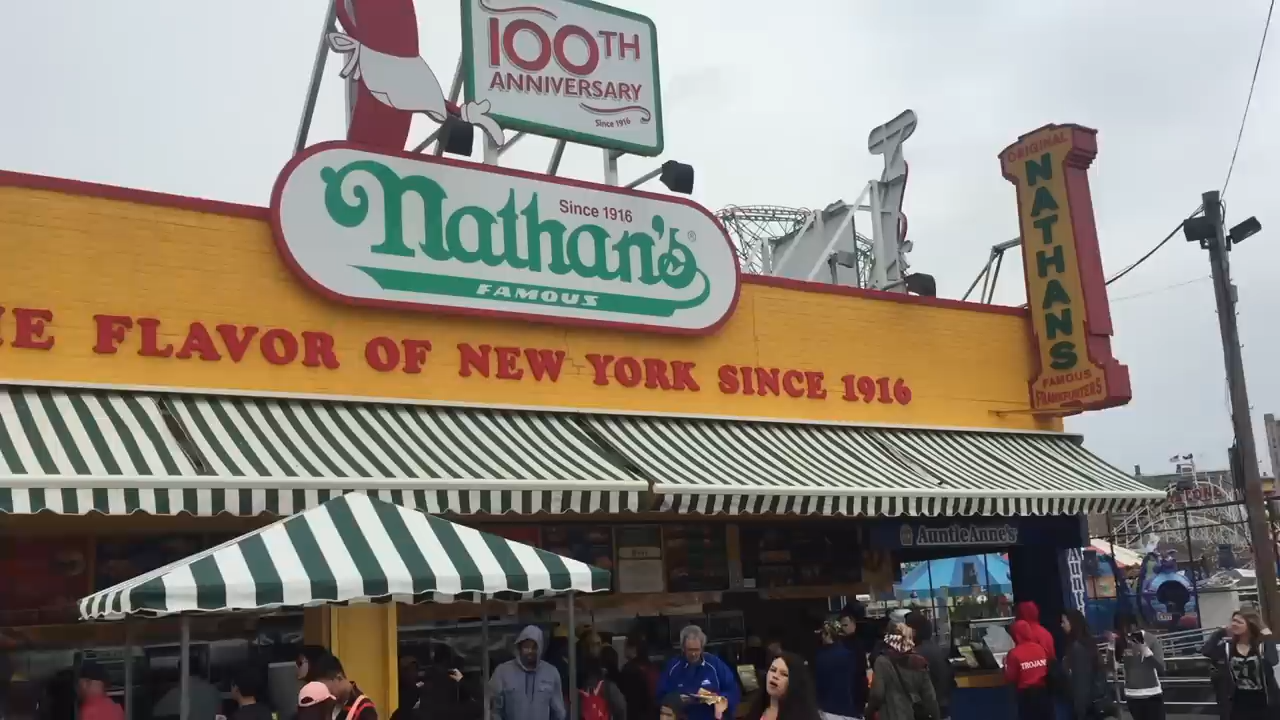 100TH
ANNIVERSARY
Since 1916
Since 1916
Nathan's®
FAMOUS
ORIGINAL
NATHAN'S
FAMOUS
FRANKFURTERS
E FLAVOR OF NEW YORK SINCE 1916
AuntieAnne's
TROJAN